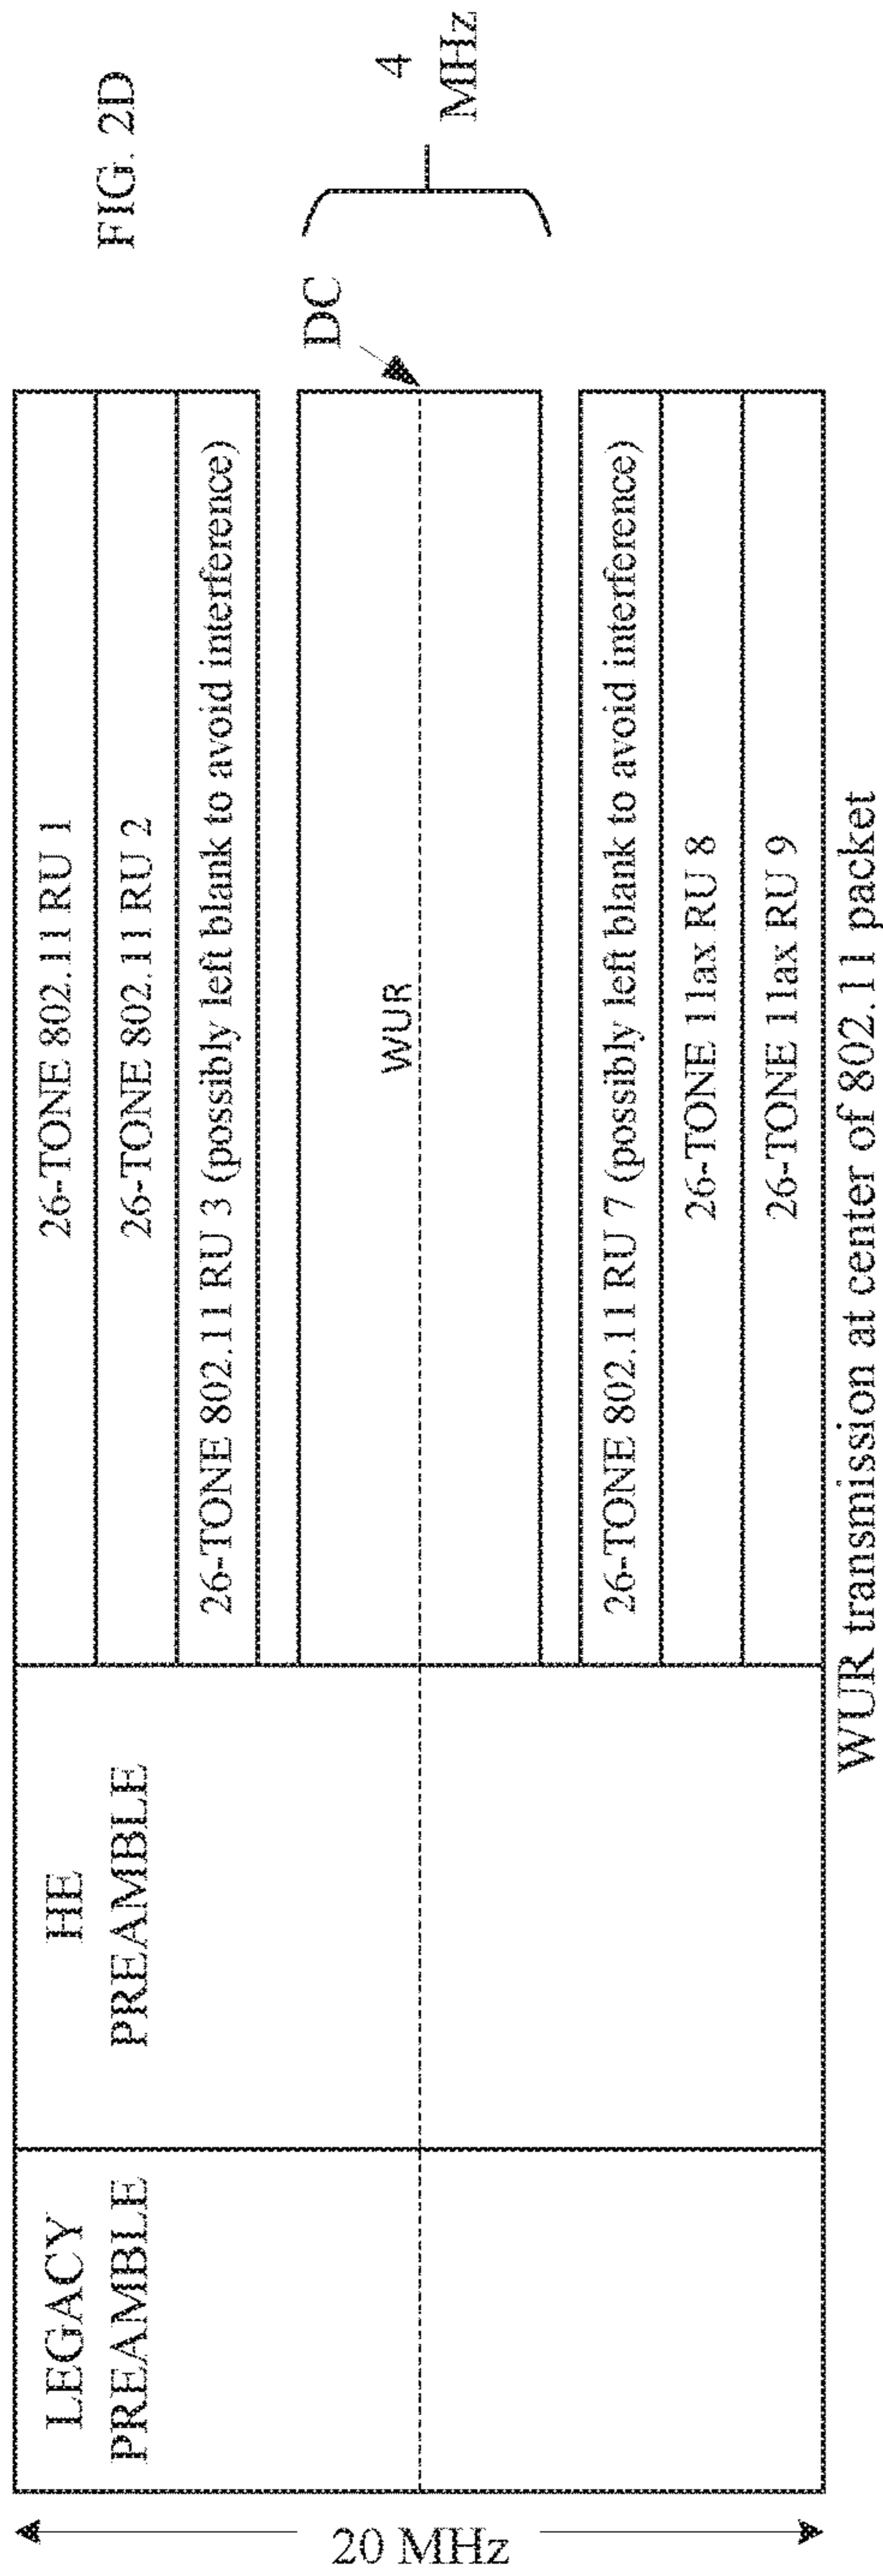 FIG. 2D
LEGACY
PREAMBLE
HE
PREAMBLE
26-TONE 802.11 RU 1
26-TONE 802.11 RU 2
26-TONE 802.11 RU 3 (possibly left blank to avoid interference)
DC
WUR
4
MHz
26-TONE 802.11 RU 7 (possibly left blank to avoid interference)
26-TONE 11ax RU 8
26-TONE 11ax RU 9
20 MHz
WUR transmission at center of 802.11 packet